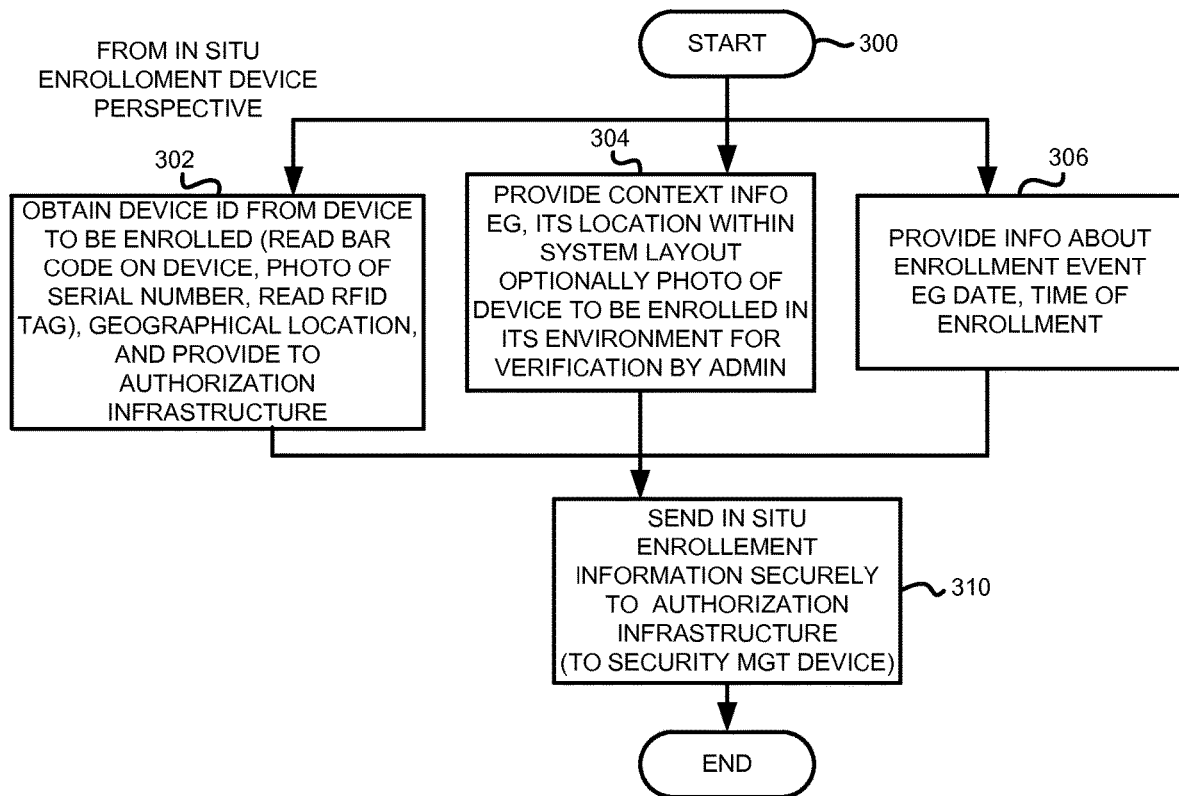 FROM IN SITU
ENROLLOMENT DEVICE
PERSPECTIVE
START
300
302
OBTAIN DEVICE ID FROM DEVICE
TO BE ENROLLED (READ BAR
CODE ON DEVICE, PHOTO OF
SERIAL NUMBER, READ RFID
TAG), GEOGRAPHICAL LOCATION,
AND PROVIDE TO
AUTHORIZATION
INFRASTRUCTURE
304
PROVIDE CONTEXT INFO
EG, ITS LOCATION WITHIN
SYSTEM LAYOUT
OPTIONALLY PHOTO OF
DEVICE TO BE ENROLLED IN
ITS ENVIRONMENT FOR
VERIFICATION BY ADMIN
306
PROVIDE INFO ABOUT
ENROLLMENT EVENT
EG DATE, TIME OF
ENROLLMENT
SEND IN SITU
ENROLLEMENT
INFORMATION SECURELY
TO AUTHORIZATION
INFRASTRUCTURE
(TO SECURITY MGT DEVICE)
310
END